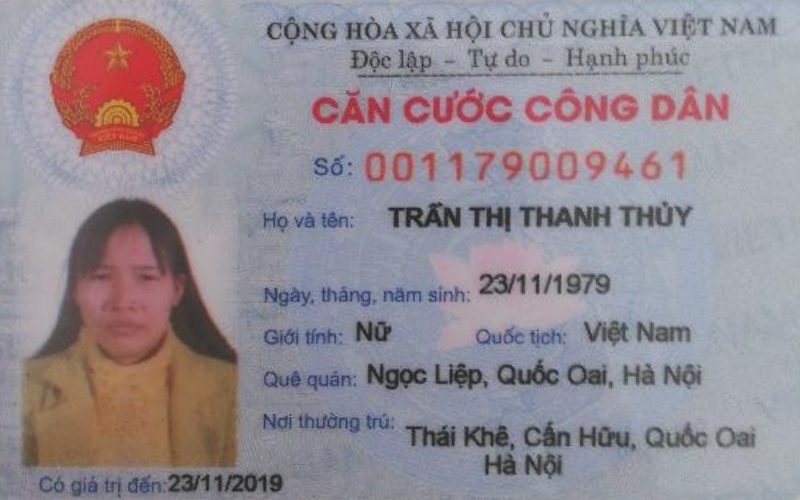 CỘNG HÒA XÃ HỘI CHỦ NGHĨA VIỆT NAM
Độc lập - Tự do - Hạnh phúc
CĂN CƯỚC CÔNG DÂN
Số: 001179009461
Họ và tên: TRẦN THỊ THANH THỦY
Ngày, tháng, năm sinh: 23/11/1979
Giới tính: Nữ Quốc tịch: Việt Nam
Quê quán: Ngọc Liệp, Quốc Oai, Hà Nội
Nơi thường trú: Thái Khê, Cấn Hữu, Quốc Oai
Hà Nội
Có giá trị đến: 23/11/2019